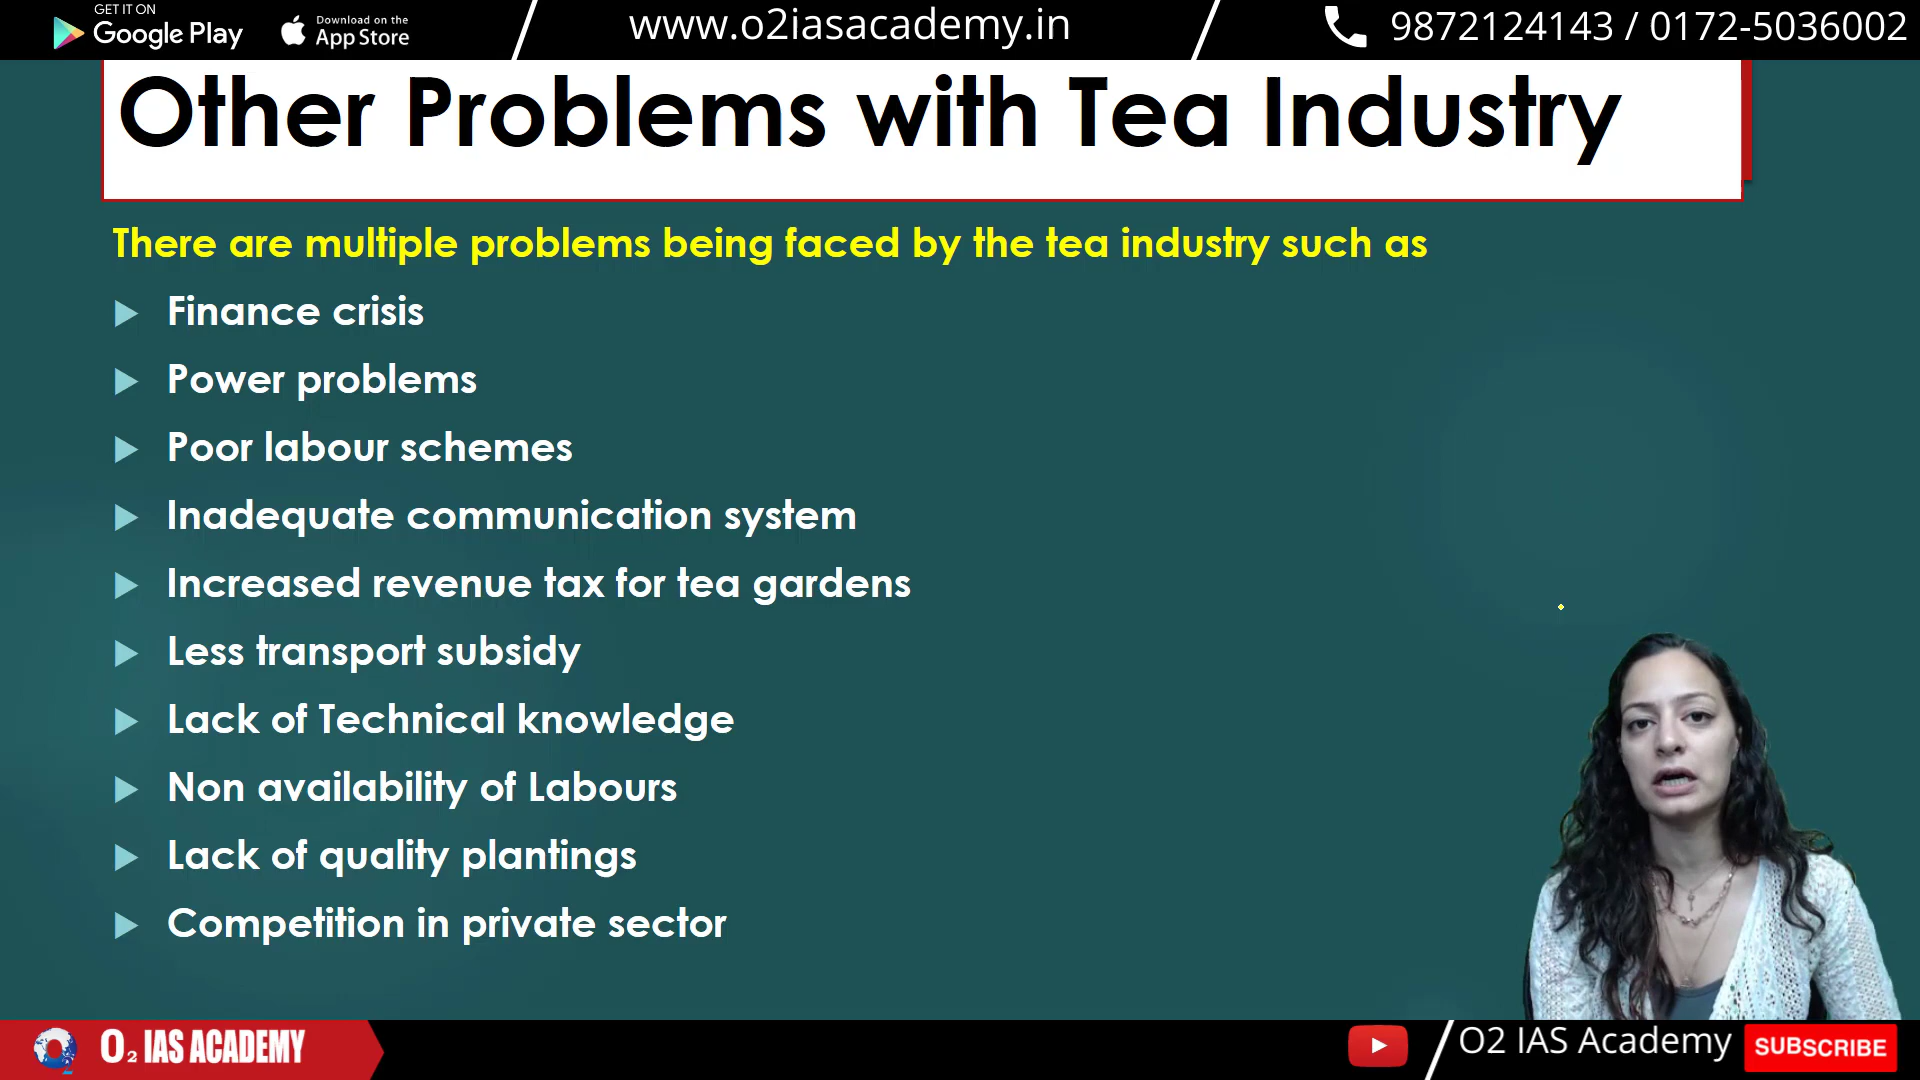 GET IT ON
Google Play
Download on the
App Store
www.o2iasacademy.in
9872124143 / 0172-5036002
Other Problems with Tea Industry
There are multiple problems being faced by the tea industry such as
Finance crisis
Power problems
Poor labour schemes
Inadequate communication system
Increased revenue tax for tea gardens
Less transport subsidy
Lack of Technical knowledge
Non availability of Labours
Lack of quality plantings
Competition in private sector
O2 IAS ACADEMY
O2 IAS Academy
SUBSCRIBE